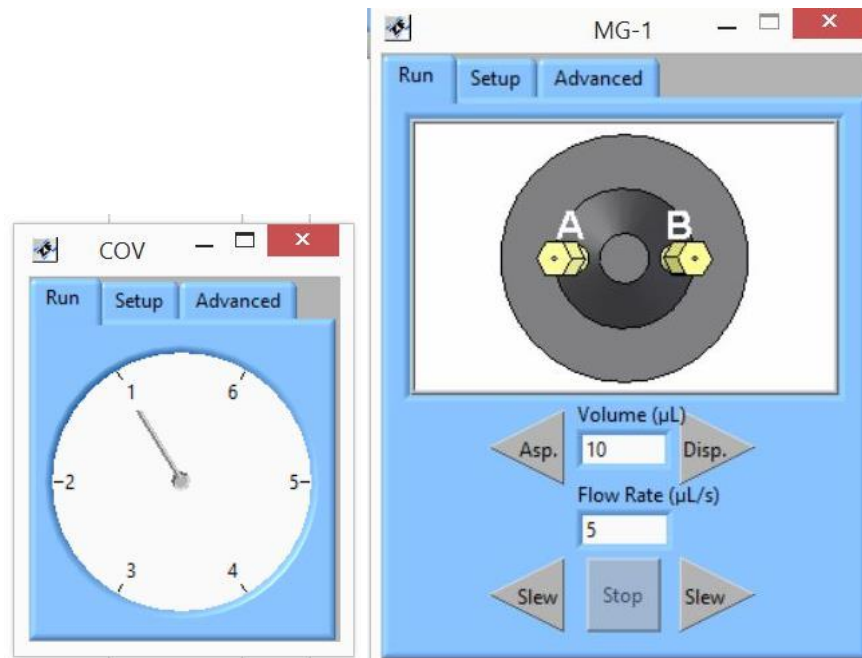 COV
Run Setup Advanced
1 6
2 5
3 4
MG-1
Run Setup Advanced
A B
Volume (µL)
Asp. 10 Disp.
Flow Rate (µL/s)
5
Slew Stop Slew